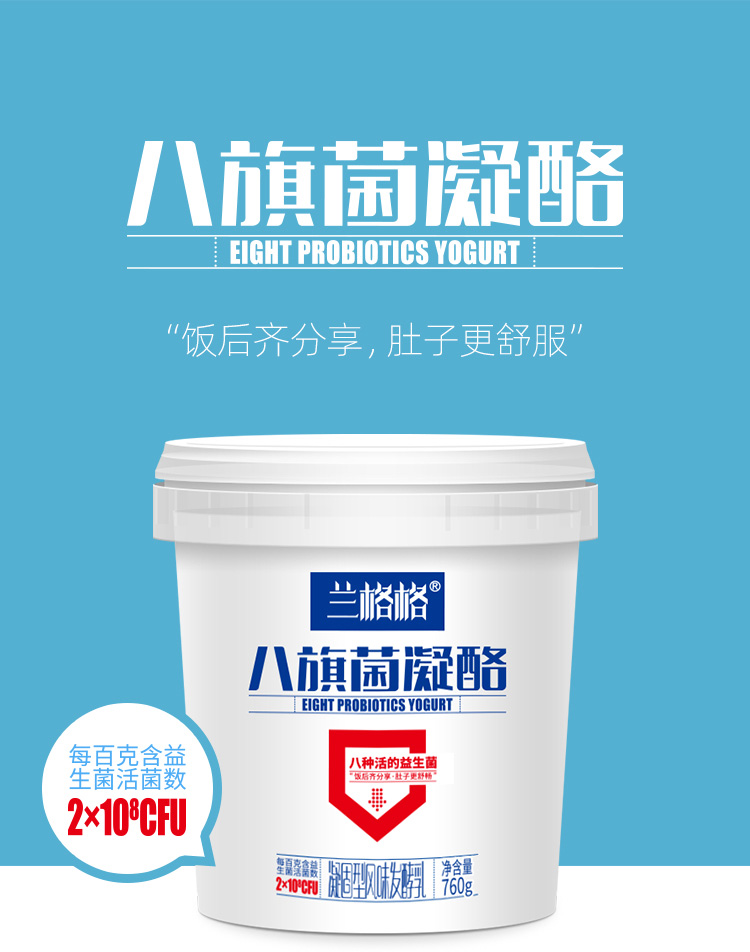 八旗菌凝酪
EIGHT PROBIOTICS YOGURT
“饭后齐分享, 肚子更舒服”
兰格格®
八旗菌凝酪
EIGHT PROBIOTICS YOGURT
八种活的益生菌
“饭后齐分享·肚子更舒畅”
每百克含益
生菌活菌数
2×10⁸CFU
每百克含益
生菌活菌数
2×10⁸CFU
凝固型风味发酵乳
净含量
760g